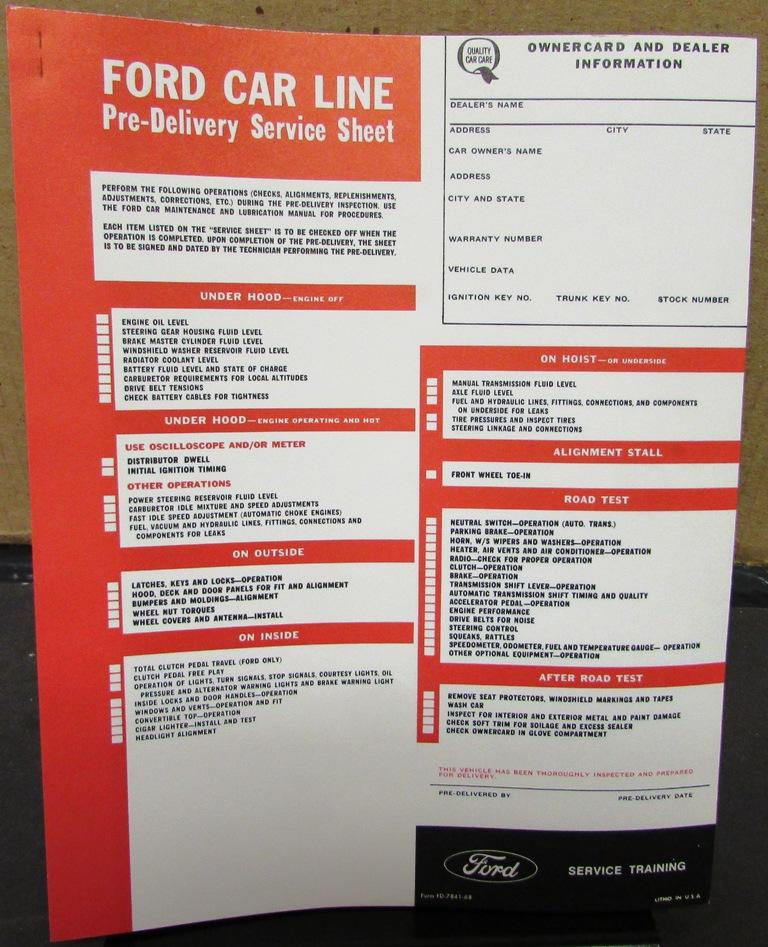 FORD CAR LINE
Pre-Delivery Service Sheet
PERFORM THE FOLLOWING OPERATIONS (CHECKS, ALIGNMENTS, REPLENISHMENTS,
ADJUSTMENTS, CORRECTIONS, ETC.) DURING THE PRE-DELIVERY INSPECTION. USE
THE FORD CAR MAINTENANCE AND LUBRICATION MANUAL FOR PROCEDURES.
EACH ITEM LISTED ON THE "SERVICE SHEET" IS TO BE CHECKED OFF WHEN THE
OPERATION IS COMPLETED. UPON COMPLETION OF THE PRE-DELIVERY, THE SHEET
IS TO BE SIGNED AND DATED BY THE TECHNICIAN PERFORMING THE PRE-DELIVERY.
UNDER HOOD—ENGINE OFF
ENGINE OIL LEVEL
STEERING GEAR HOUSING FLUID LEVEL
BRAKE MASTER CYLINDER FLUID LEVEL
WINDSHIELD WASHER RESERVOIR FLUID LEVEL
RADIATOR COOLANT LEVEL
BATTERY FLUID LEVEL AND STATE OF CHARGE
CARBURETOR REQUIREMENTS FOR LOCAL ALTITUDES
DRIVE BELT TENSIONS
CHECK BATTERY CABLES FOR TIGHTNESS
UNDER HOOD—ENGINE OPERATING AND HOT
USE OSCILLOSCOPE AND/OR METER
DISTRIBUTOR DWELL
INITIAL IGNITION TIMING
OTHER OPERATIONS
POWER STEERING RESERVOIR FLUID LEVEL
CARBURETOR IDLE MIXTURE AND SPEED ADJUSTMENTS
FAST IDLE SPEED ADJUSTMENT (AUTOMATIC CHOKE ENGINES)
FUEL, VACUUM AND HYDRAULIC LINES, FITTINGS, CONNECTIONS AND
COMPONENTS FOR LEAKS
ON OUTSIDE
LATCHES, KEYS AND LOCKS—OPERATION
HOOD, DECK AND DOOR PANELS FOR FIT AND ALIGNMENT
BUMPERS AND MOLDINGS—ALIGNMENT
WHEEL NUT TORQUES
WHEEL COVERS AND ANTENNA—INSTALL
ON INSIDE
TOTAL CLUTCH PEDAL TRAVEL (FORD ONLY)
CLUTCH PEDAL FREE PLAY
OPERATION OF LIGHTS, TURN SIGNALS, STOP SIGNALS, COURTESY LIGHTS, OIL
PRESSURE AND ALTERNATOR WARNING LIGHTS AND BRAKE WARNING LIGHT
INSIDE LOCKS AND DOOR HANDLES—OPERATION
WINDOWS AND VENTS—OPERATION AND FIT
CONVERTIBLE TOP—OPERATION
CIGAR LIGHTER—INSTALL AND TEST
HEADLIGHT ALIGNMENT
QUALITY
CAR CARE
OWNERCARD AND DEALER
INFORMATION
DEALER'S NAME
ADDRESS CITY STATE
CAR OWNER'S NAME
ADDRESS
CITY AND STATE
WARRANTY NUMBER
VEHICLE DATA
IGNITION KEY NO. TRUNK KEY NO. STOCK NUMBER
ON HOIST—OR UNDERSIDE
MANUAL TRANSMISSION FLUID LEVEL
AXLE FLUID LEVEL
FUEL AND HYDRAULIC LINES, FITTINGS, CONNECTIONS, AND COMPONENTS
ON UNDERSIDE FOR LEAKS
TIRE PRESSURES AND INSPECT TIRES
STEERING LINKAGE AND CONNECTIONS
ALIGNMENT STALL
FRONT WHEEL TOE-IN
ROAD TEST
NEUTRAL SWITCH—OPERATION (AUTO. TRANS.)
PARKING BRAKE—OPERATION
HORN, W/S WIPERS AND WASHERS—OPERATION
HEATER, AIR VENTS AND AIR CONDITIONER—OPERATION
RADIO—CHECK FOR PROPER OPERATION
CLUTCH—OPERATION
BRAKE—OPERATION
TRANSMISSION SHIFT LEVER—OPERATION
AUTOMATIC TRANSMISSION SHIFT TIMING AND QUALITY
ACCELERATOR PEDAL—OPERATION
ENGINE PERFORMANCE
DRIVE BELTS FOR NOISE
STEERING CONTROL
SQUEAKS, RATTLES
SPEEDOMETER, ODOMETER, FUEL AND TEMPERATURE GAUGE— OPERATION
OTHER OPTIONAL EQUIPMENT—OPERATION
AFTER ROAD TEST
REMOVE SEAT PROTECTORS, WINDSHIELD MARKINGS AND TAPES
WASH CAR
INSPECT FOR INTERIOR AND EXTERIOR METAL AND PAINT DAMAGE
CHECK SOFT TRIM FOR SOILAGE AND EXCESS SEALER
CHECK OWNERCARD IN GLOVE COMPARTMENT
THIS VEHICLE HAS BEEN THOROUGHLY INSPECTED AND PREPARED
FOR DELIVERY.
PRE-DELIVERED BY PRE-DELIVERY DATE
Ford SERVICE TRAINING
Form FD-7841-68 LITHO IN U.S.A